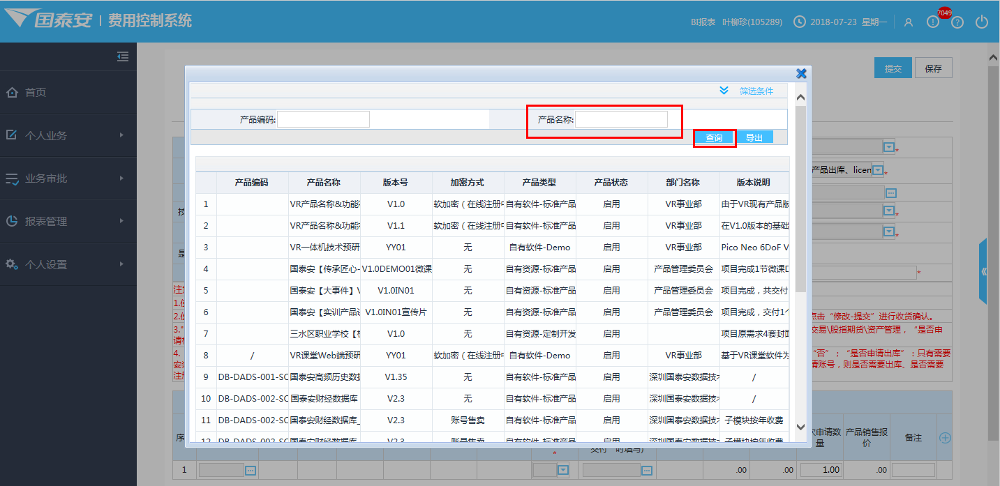 国泰安 | 费用控制系统
BI报表 叶柳珍(105289) 2018-07-23 星期一 7049
首页
个人业务
业务审批
报表管理
个人设置
提交 保存
筛选条件
产品编码: 产品名称:
查询 导出
产品编码 产品名称 版本号 加密方式 产品类型 产品状态 部门名称 版本说明
1 VR产品名称&功能 V1.0 软加密（在线注册 自有软件-标准产品 启用 VR事业部 由于VR现有产品版
2 VR产品名称&功能 V1.1 软加密（在线注册 自有软件-标准产品 启用 VR事业部 在V1.0版本的基础
3 VR一体机技术预研 YY01 无 自有软件-Demo 启用 VR事业部 Pico Neo 6DoF V
4 国泰安【传承匠心- V1.0DEMO01微课 无 自有资源-标准产品 启用 产品管理委员会 项目完成1节微课D
5 国泰安【大事件】V V1.0IN01 无 自有资源-标准产品 启用 产品管理委员会 项目完成，共交付
6 国泰安【实训产品 V1.0IN01宣传片 无 自有资源-标准产品 启用 产品管理委员会 项目完成，交付1个
7 三水区职业学校【 V1.0 无 自有资源-定制开发 启用 项目原需求4套封面
8 / VR课堂Web端预研 YY01 软加密（在线注册 自有软件-Demo 启用 VR事业部 基于VR课堂软件为
9 DB-DADS-001-SC 国泰安高频历史数据 V1.35 无 自有软件-标准产品 启用 深圳国泰安数据技术 /
10 DB-DADS-002-SC 国泰安财经数据库 V2.3 无 自有软件-标准产品 启用 深圳国泰安数据技术 /
11 DB-DADS-002-SC 国泰安财经数据库_ V2.3 账号售卖 自有软件-标准产品 启用 深圳国泰安数据技术 子模块按年收费
12 DB-DADS-002-SC 国泰安财经数据库 V2.3 账号售卖 自有软件-标准产品 启用 深圳国泰安数据技术 子模块按年收费
*
产品出库、licen *
*
*
*
技
是
注
1.
2. 点击“修改-提交”进行收货确认。
3." 交易\股指期货\资产管理，“是否申
请
4. “否”；“是否申请出库”：只有需要
安 请账号，则是否需要出库、是否需要
注
序 * 交付”时填写) 次申请数量 产品销售报价 备注
1 .00 .00 1.00 .00